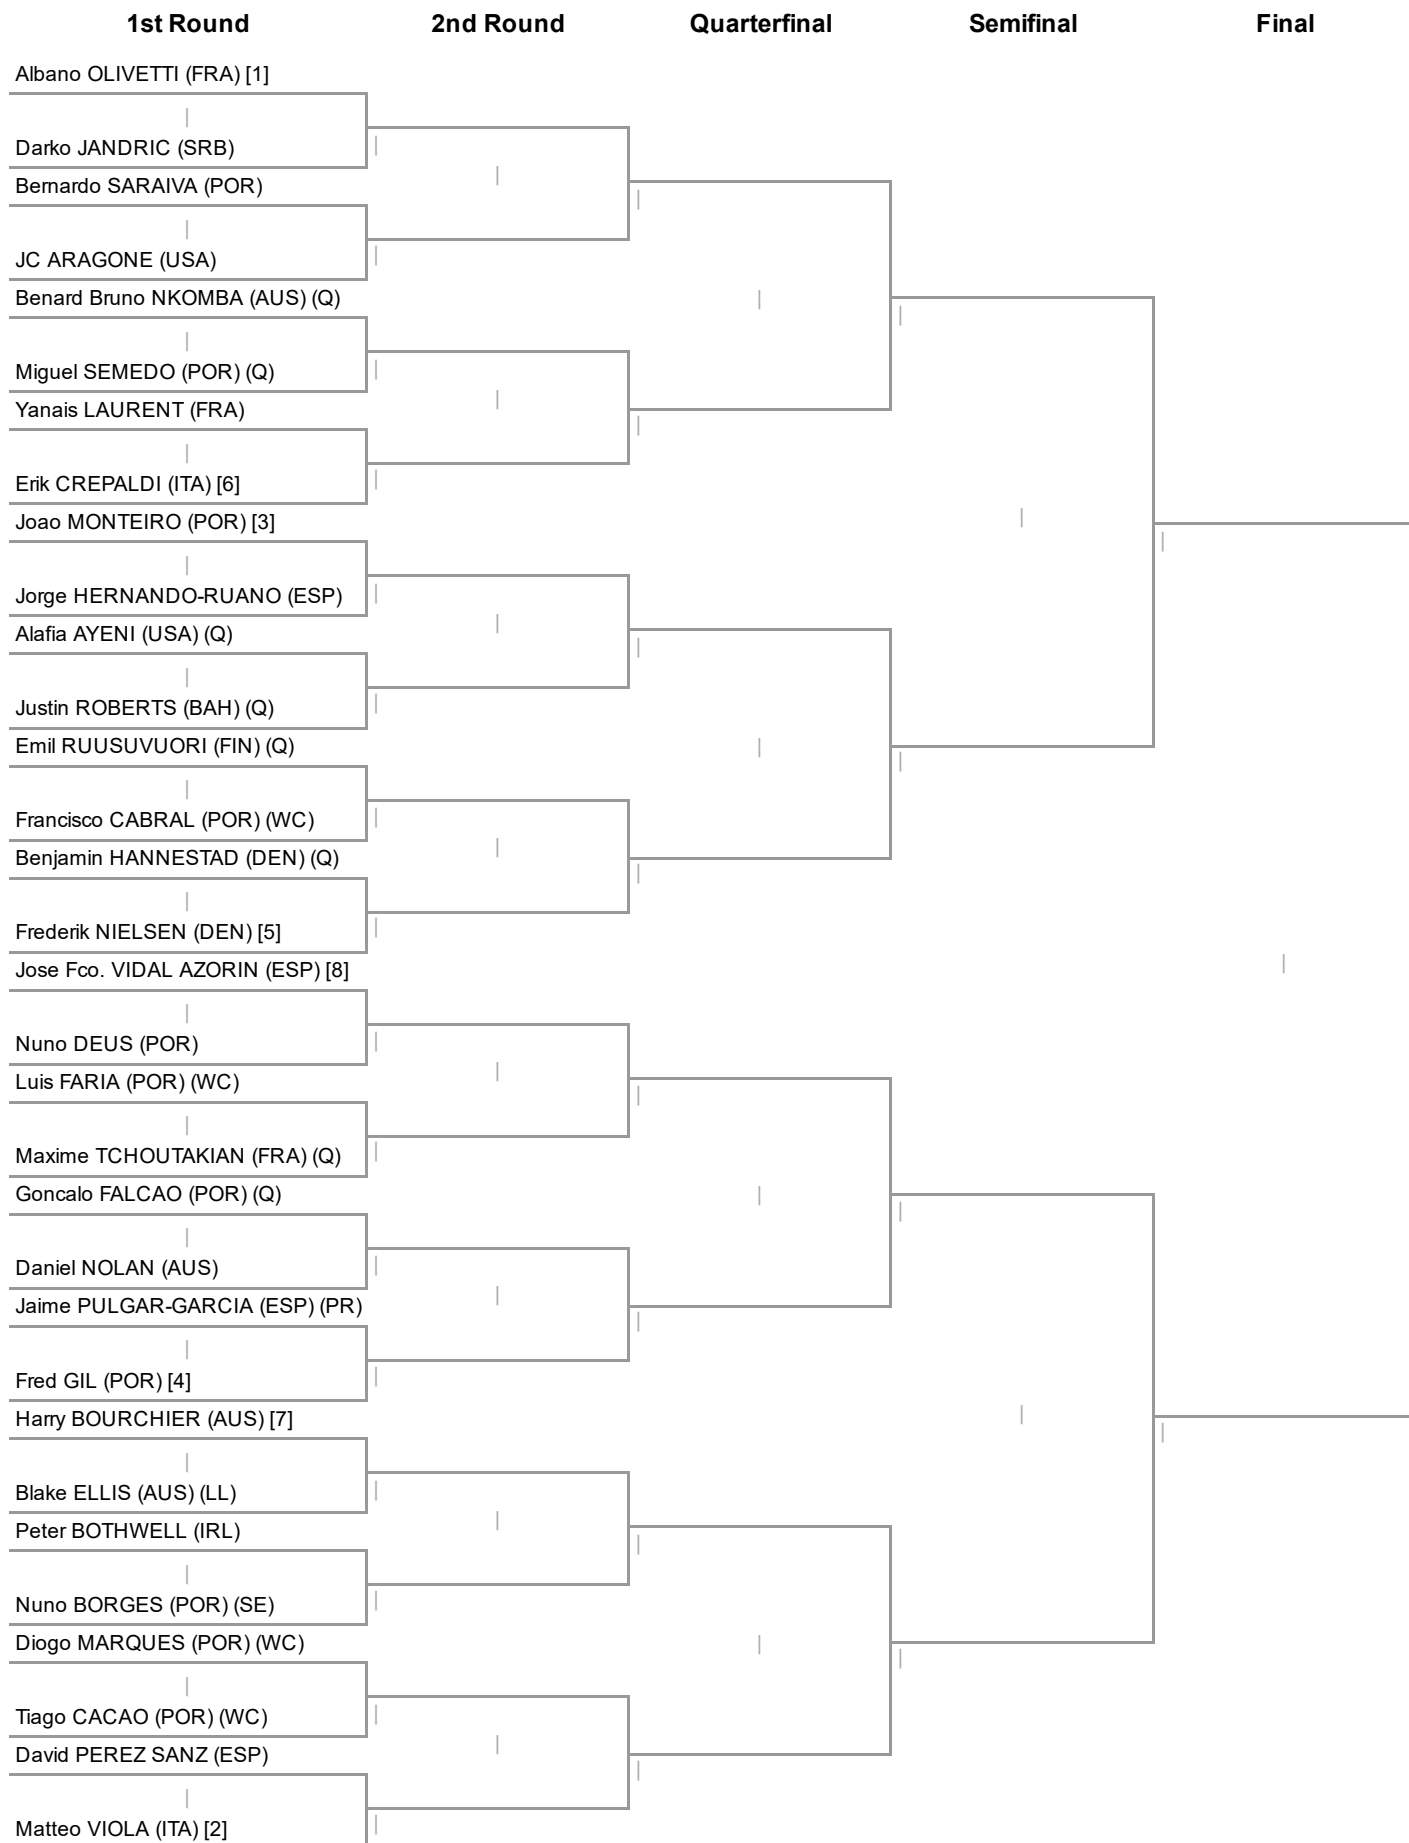 1st Round 2nd Round Quarterfinal Semifinal Final
Albano OLIVETTI (FRA) [1]
Darko JANDRIC (SRB)
Bernardo SARAIVA (POR)
JC ARAGONE (USA)
Benard Bruno NKOMBA (AUS) (Q)
Miguel SEMEDO (POR) (Q)
Yanais LAURENT (FRA)
Erik CREPALDI (ITA) [6]
Joao MONTEIRO (POR) [3]
Jorge HERNANDO-RUANO (ESP)
Alafia AYENI (USA) (Q)
Justin ROBERTS (BAH) (Q)
Emil RUUSUVUORI (FIN) (Q)
Francisco CABRAL (POR) (WC)
Benjamin HANNESTAD (DEN) (Q)
Frederik NIELSEN (DEN) [5]
Jose Fco. VIDAL AZORIN (ESP) [8]
Nuno DEUS (POR)
Luis FARIA (POR) (WC)
Maxime TCHOUTAKIAN (FRA) (Q)
Goncalo FALCAO (POR) (Q)
Daniel NOLAN (AUS)
Jaime PULGAR-GARCIA (ESP) (PR)
Fred GIL (POR) [4]
Harry BOURCHIER (AUS) [7]
Blake ELLIS (AUS) (LL)
Peter BOTHWELL (IRL)
Nuno BORGES (POR) (SE)
Diogo MARQUES (POR) (WC)
Tiago CACAO (POR) (WC)
David PEREZ SANZ (ESP)
Matteo VIOLA (ITA) [2]